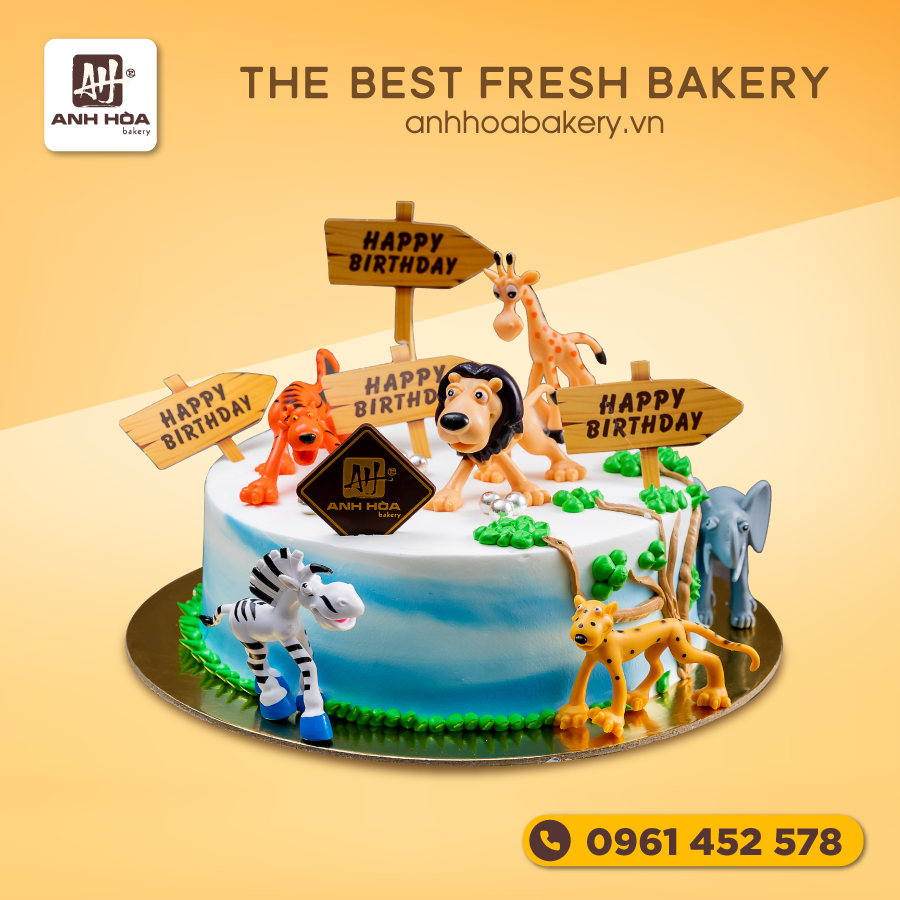 AH
ANH HÒA
bakery
THE BEST FRESH BAKERY
anhhoabakery.vn
HAPPY
BIRTHDAY
HAPPY
BIRTHD
HAPPY
BIRTHDAY
HAPPY
BIRTHDAY
AH
ANH HÒA
bakery
0961 452 578